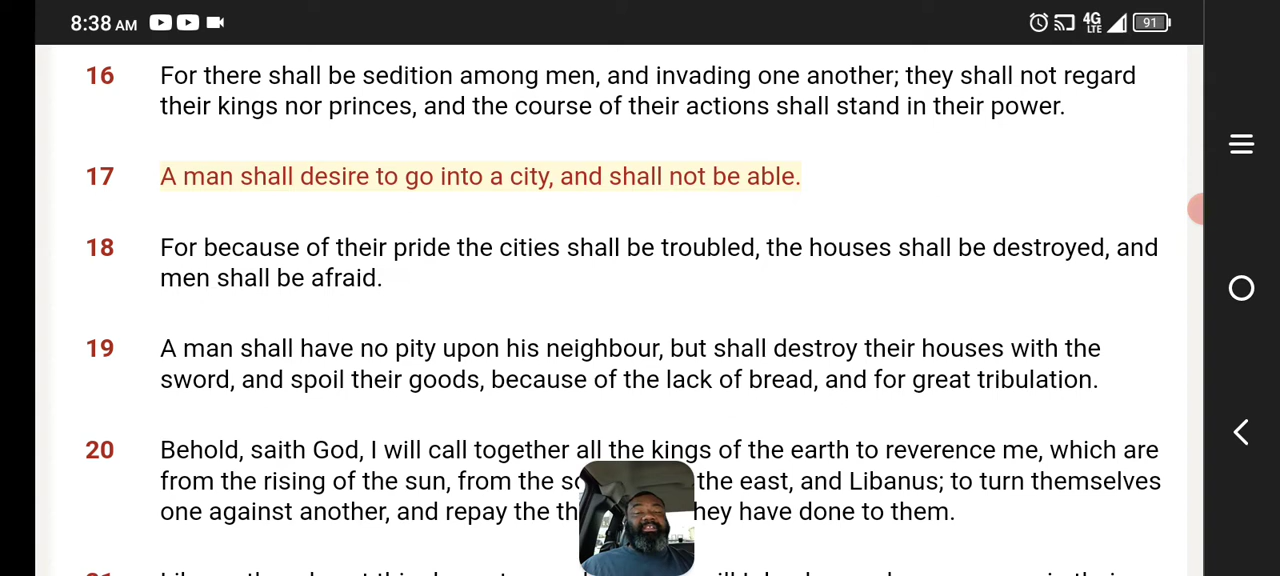 8:38 AM
4G
LTE
91
16 For there shall be sedition among men, and invading one another; they shall not regard
their kings nor princes, and the course of their actions shall stand in their power.
17 A man shall desire to go into a city, and shall not be able.
18 For because of their pride the cities shall be troubled, the houses shall be destroyed, and
men shall be afraid.
19 A man shall have no pity upon his neighbour, but shall destroy their houses with the
sword, and spoil their goods, because of the lack of bread, and for great tribulation.
20 Behold, saith God, I will call together all the kings of the earth to reverence me, which are
from the rising of the sun, from the the east, and Libanus; to turn themselves
one against another, and repay the they have done to them.